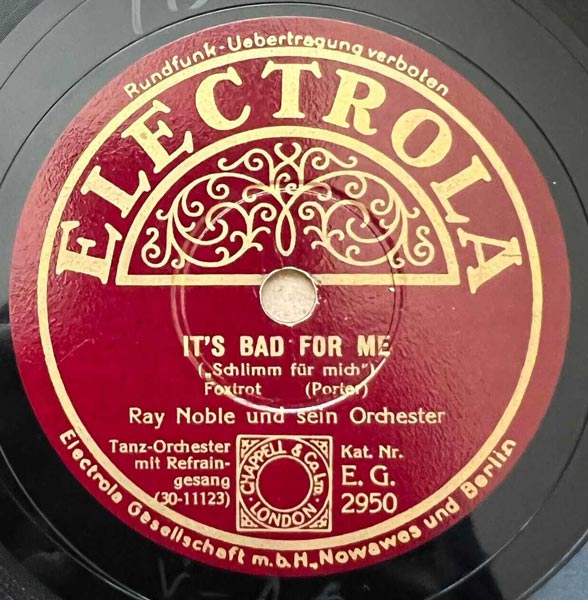 Rundfunk-Uebertragung verboten
ELECTROLA
IT'S BAD FOR ME
(„Schlimm für mich")
Foxtrot (Porter)
Ray Noble und sein Orchester
Tanz-Orchester
mit Refrain-
gesang
(30-11123)
CHAPPELL & Co. Ltd.
LONDON
Kat. Nr.
E. G.
2950
Electrola Gesellschaft m.b.H., Nowawes und Berlin